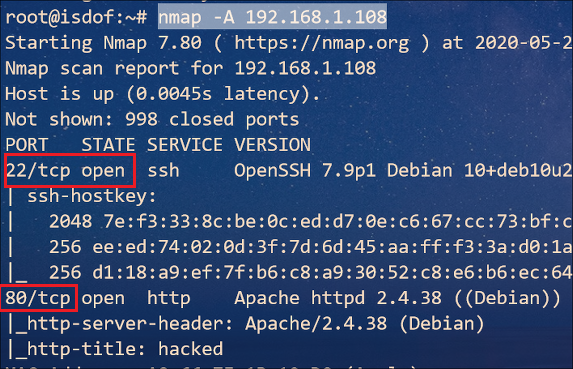 root@isdof:~# nmap -A 192.168.1.108
Starting Nmap 7.80 ( https://nmap.org ) at 2020-05-2
Nmap scan report for 192.168.1.108
Host is up (0.0045s latency).
Not shown: 998 closed ports
PORT   STATE SERVICE VERSION
22/tcp open  ssh     OpenSSH 7.9p1 Debian 10+deb10u2
| ssh-hostkey:
|   2048 7e:f3:33:8c:be:0c:ed:d7:0e:c6:67:cc:73:bf:c
|   256 ee:ed:74:02:0d:3f:7d:6d:45:aa:ff:f3:3a:d0:1a
|_  256 d1:18:a9:ef:7f:b6:c8:a9:30:52:c8:e6:b6:ec:64
80/tcp open  http    Apache httpd 2.4.38 ((Debian))
|_http-server-header: Apache/2.4.38 (Debian)
|_http-title: hacked